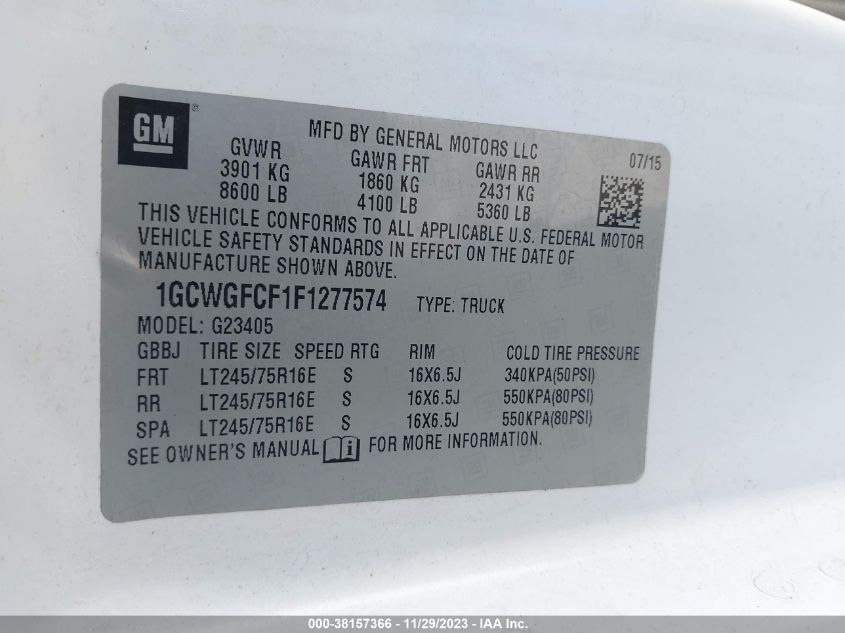 GM®
MFD BY GENERAL MOTORS LLC 07/15
GVWR GAWR FRT GAWR RR
3901 KG 1860 KG 2431 KG
8600 LB 4100 LB 5360 LB
THIS VEHICLE CONFORMS TO ALL APPLICABLE U.S. FEDERAL MOTOR
VEHICLE SAFETY STANDARDS IN EFFECT ON THE DATE OF
MANUFACTURE SHOWN ABOVE.
1GCWGFCF1F1277574 TYPE: TRUCK
MODEL: G23405
GBBJ TIRE SIZE SPEED RTG RIM COLD TIRE PRESSURE
FRT LT245/75R16E S 16X6.5J 340KPA(50PSI)
RR LT245/75R16E S 16X6.5J 550KPA(80PSI)
SPA LT245/75R16E S 16X6.5J 550KPA(80PSI)
SEE OWNER'S MANUAL FOR MORE INFORMATION.
000-38157366 - 11/29/2023 - IAA Inc.